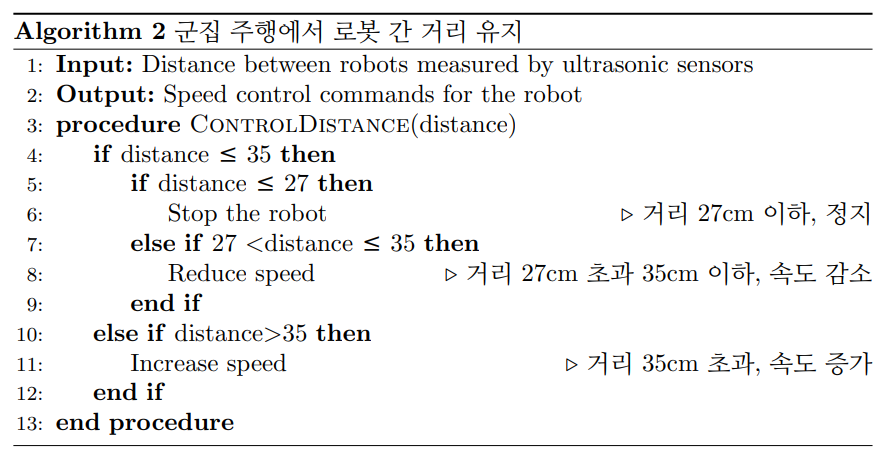 Algorithm 2 군집 주행에서 로봇 간 거리 유지
1: Input: Distance between robots measured by ultrasonic sensors
2: Output: Speed control commands for the robot
3: procedure CONTROLDISTANCE(distance)
4: if distance ≤ 35 then
5: if distance ≤ 27 then
6: Stop the robot ▷ 거리 27cm 이하, 정지
7: else if 27 <distance ≤ 35 then
8: Reduce speed ▷ 거리 27cm 초과 35cm 이하, 속도 감소
9: end if
10: else if distance>35 then
11: Increase speed ▷ 거리 35cm 초과, 속도 증가
12: end if
13: end procedure